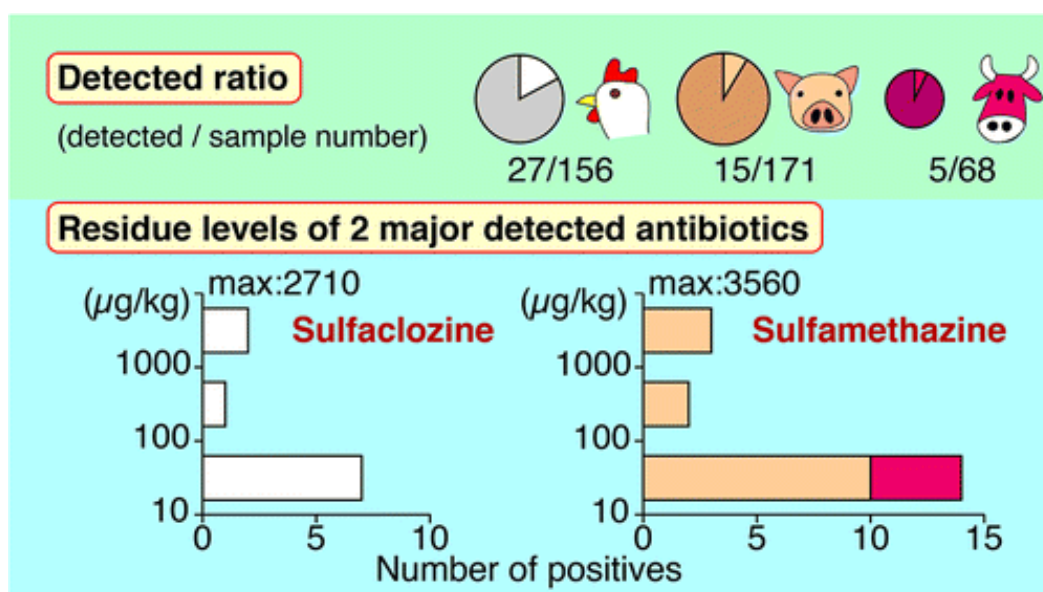 Detected ratio
(detected / sample number)
27/156
15/171
5/68
Residue levels of 2 major detected antibiotics
(µg/kg)
max:2710
Sulfaclozine
1000
100
10
0 5 10
(µg/kg)
max:3560
Sulfamethazine
1000
100
10
0 5 10 15
Number of positives